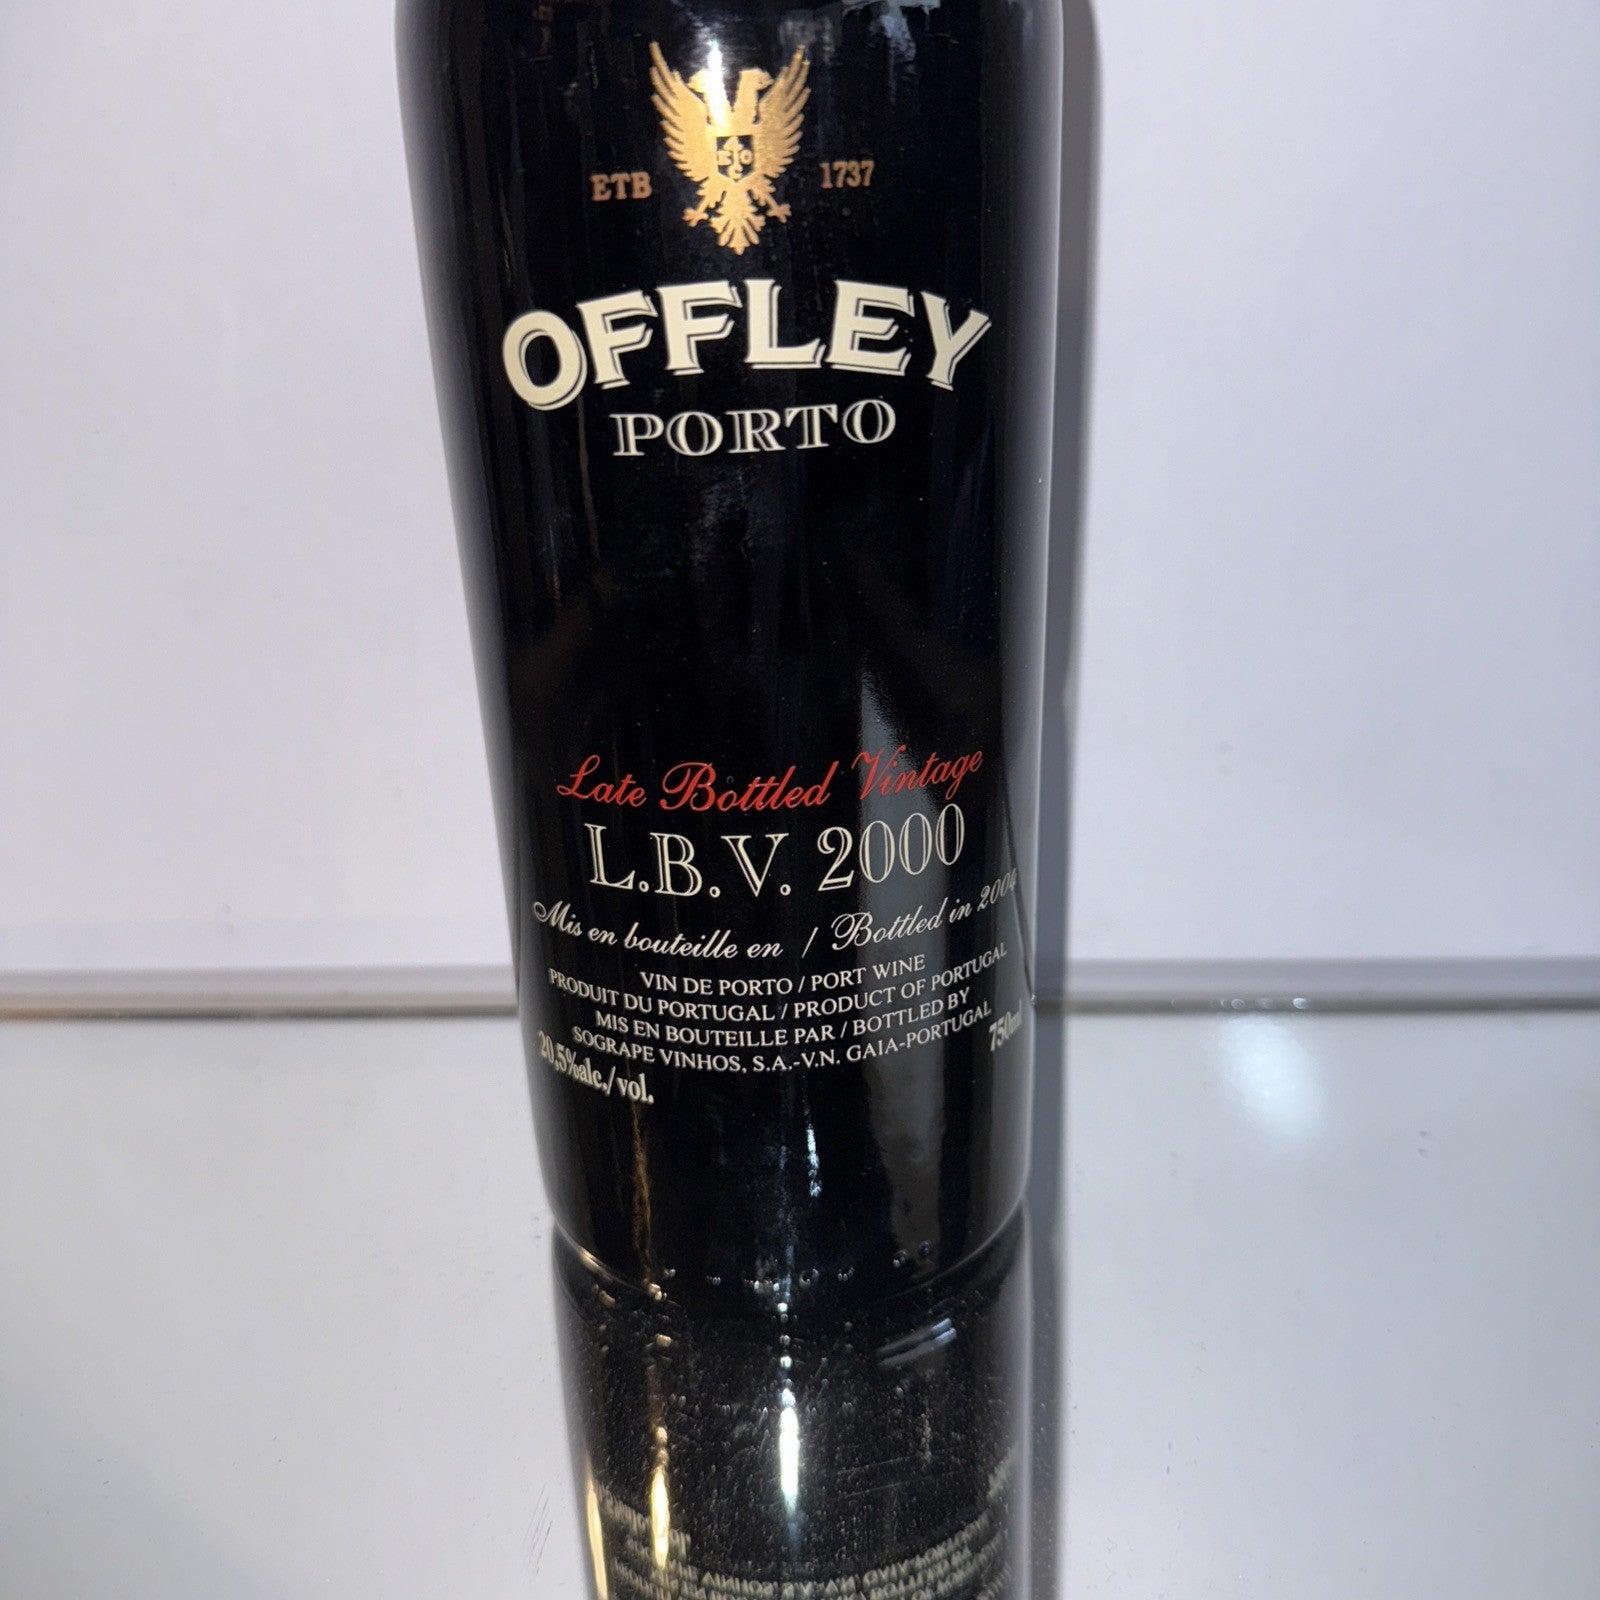 ETB 1737
OFFLEY
PORTO
Late Bottled Vintage
L.B.V. 2000
Mis en bouteille en / Bottled in 2004
VIN DE PORTO / PORT WINE
PRODUIT DU PORTUGAL / PRODUCT OF PORTUGAL
MIS EN BOUTEILLE PAR / BOTTLED BY
SOGRAPE VINHOS, S.A.-V.N. GAIA-PORTUGAL
20,5%alc./vol. 750ml